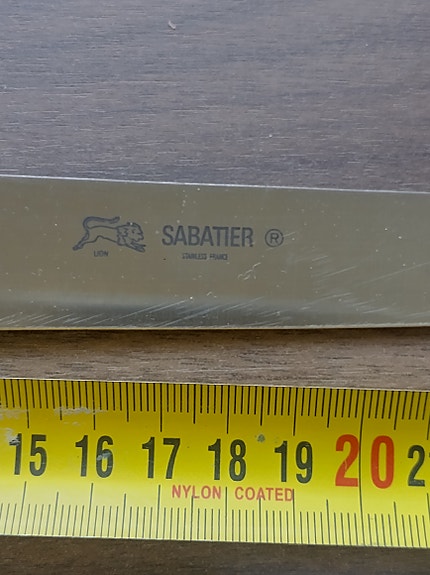 SABATIER ®
LION
STAINLESS FRANCE
15 16 17 18 19 20
NYLON COATED